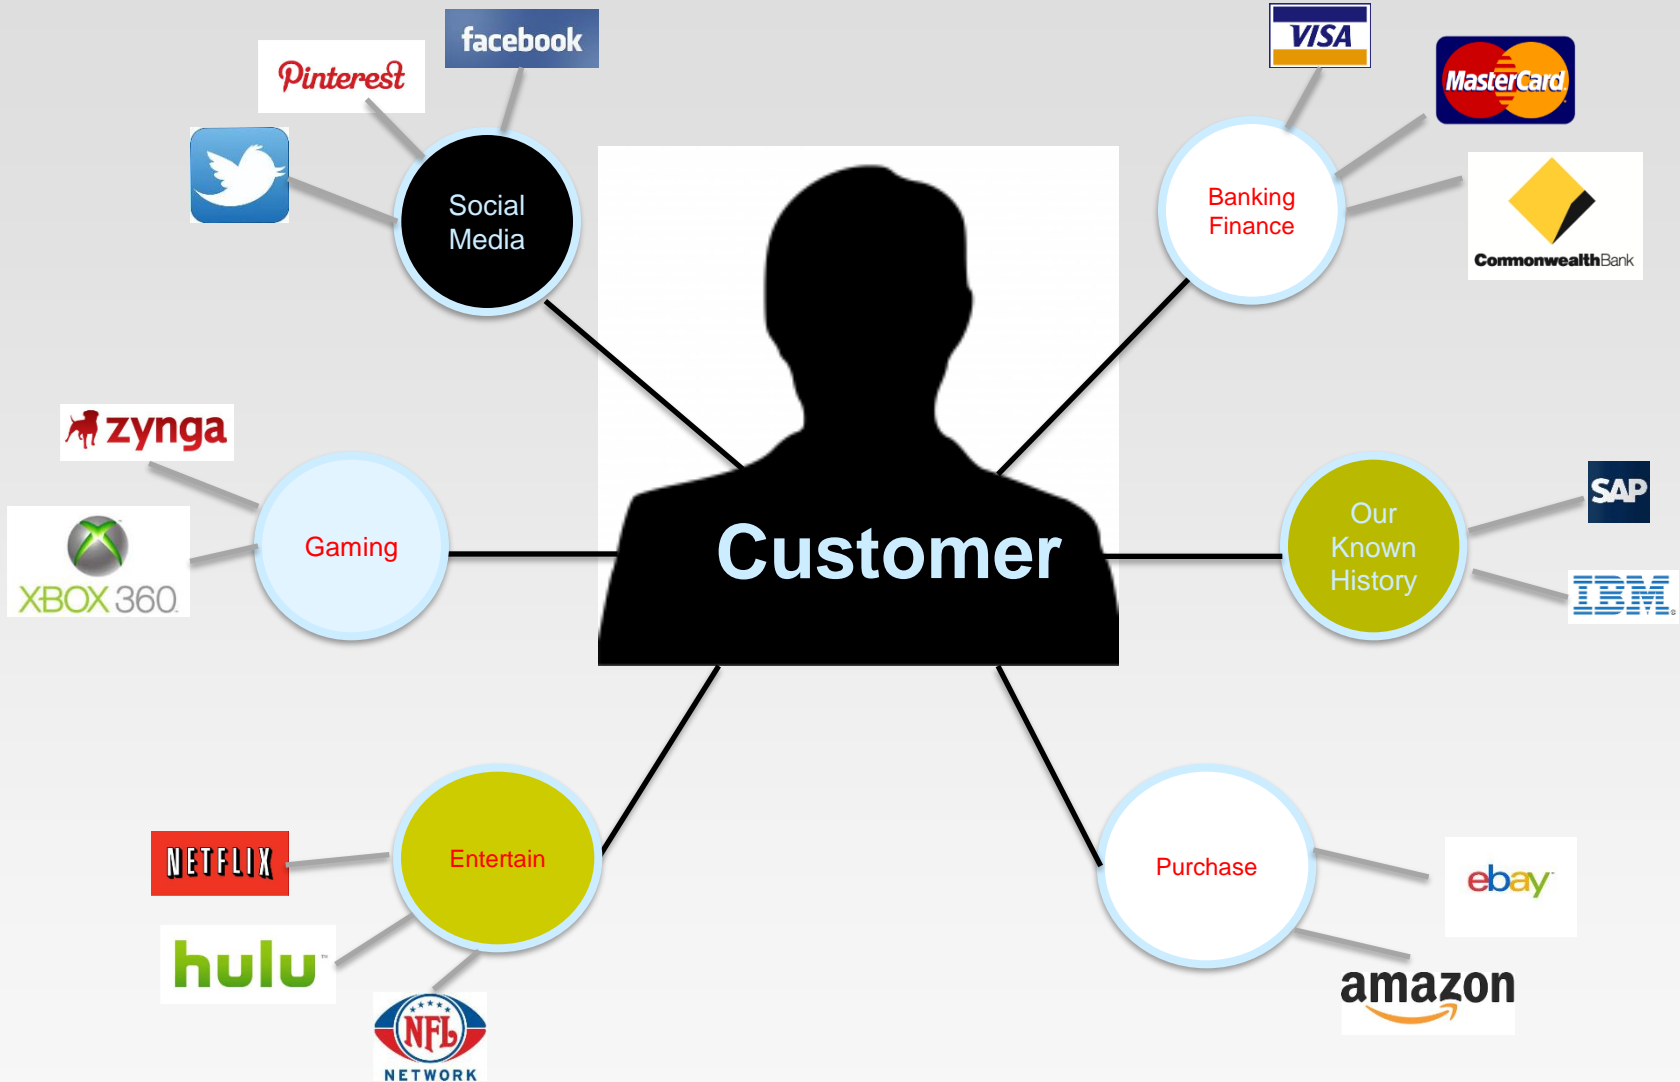 facebook
Pinterest
Social
Media
VISA
MasterCard
Banking
Finance
CommonwealthBank
zynga
XBOX 360
Gaming
Customer
Our
Known
History
SAP
IBM
NETFLIX
hulu
Entertain
NFL
NETWORK
Purchase
ebay
amazon